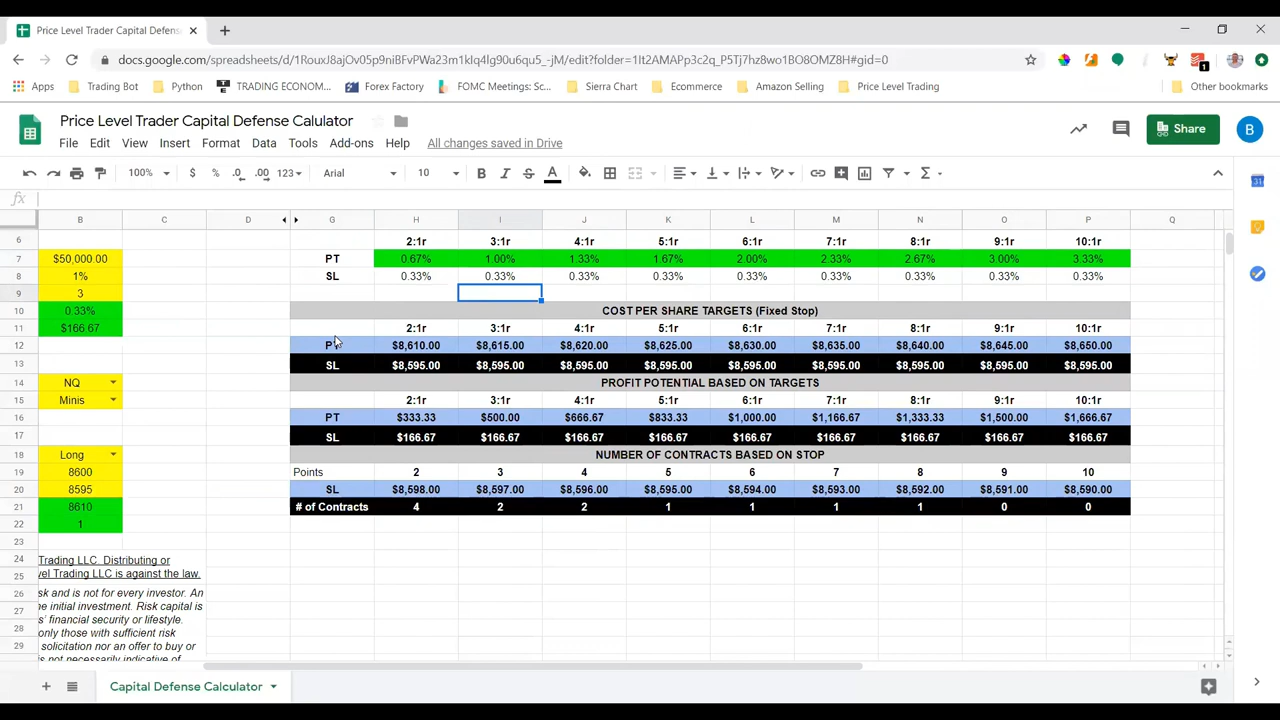 Price Level Trader Capital Defens
docs.google.com/spreadsheets/d/
Apps Trading Bot Python TRADING ECONOM... Forex Factory FOMC Meetings: Sc... Sierra Chart Ecommerce Amazon Selling Price Level Trading Other bookmarks
Price Level Trader Capital Defense Calulator
Share B
File Edit View Insert Format Data Tools Add-ons Help All changes saved in Drive
100% $ % .0 .00 123 Arial 10 B I S A
fx
B C D G H I J K L M N O P Q
6 2:1r 3:1r 4:1r 5:1r 6:1r 7:1r 8:1r 9:1r 10:1r
7 $50,000.00 PT 0.67% 1.00% 1.33% 1.67% 2.00% 2.33% 2.67% 3.00% 3.33%
8 1% SL 0.33% 0.33% 0.33% 0.33% 0.33% 0.33% 0.33% 0.33% 0.33%
9 3
10 0.33% COST PER SHARE TARGETS (Fixed Stop)
11 $166.67 2:1r 3:1r 4:1r 5:1r 6:1r 7:1r 8:1r 9:1r 10:1r
12 PT $8,610.00 $8,615.00 $8,620.00 $8,625.00 $8,630.00 $8,635.00 $8,640.00 $8,645.00 $8,650.00
13 SL $8,595.00 $8,595.00 $8,595.00 $8,595.00 $8,595.00 $8,595.00 $8,595.00 $8,595.00 $8,595.00
14 NQ PROFIT POTENTIAL BASED ON TARGETS
15 Minis 2:1r 3:1r 4:1r 5:1r 6:1r 7:1r 8:1r 9:1r 10:1r
16 PT $333.33 $500.00 $666.67 $833.33 $1,000.00 $1,166.67 $1,333.33 $1,500.00 $1,666.67
17 SL $166.67 $166.67 $166.67 $166.67 $166.67 $166.67 $166.67 $166.67 $166.67
18 Long NUMBER OF CONTRACTS BASED ON STOP
19 8600 Points 2 3 4 5 6 7 8 9 10
20 8595 SL $8,598.00 $8,597.00 $8,596.00 $8,595.00 $8,594.00 $8,593.00 $8,592.00 $8,591.00 $8,590.00
21 8610 # of Contracts 4 2 2 1 1 1 1 0 0
22 1
23
24 Trading LLC. Distributing or
25 vel Trading LLC is against the law.
26 sk and is not for every investor. An
27 ne initial investment. Risk capital is
28 s' financial security or lifestyle.
only those with sufficient risk
29 solicitation nor an offer to buy or
is not necessarily indicative of
Capital Defense Calculator